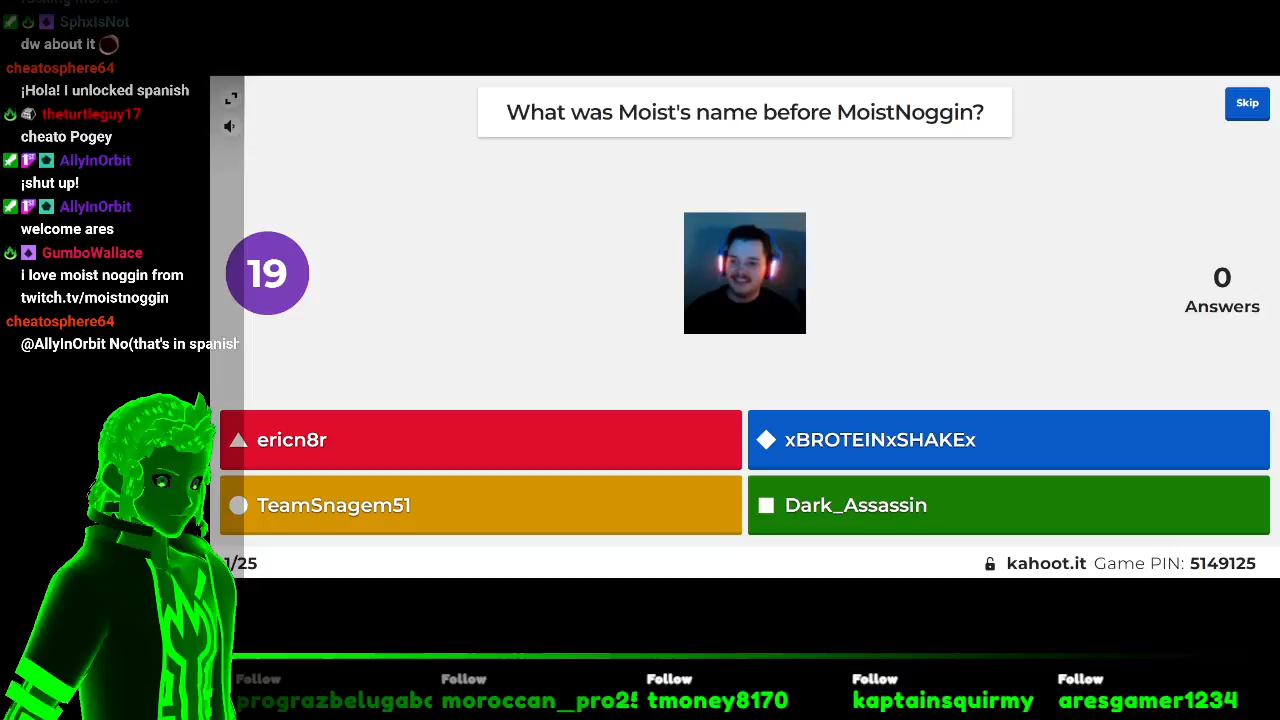 SphxIsNot
dw about it
cheatosphere64
¡Hola! I unlocked spanish
theturtleguy17
cheato Pogey
AllyInOrbit
¡shut up!
AllyInOrbit
welcome ares
GumboWallace
i love moist noggin from
twitch.tv/moistnoggin
cheatosphere64
@AllyInOrbit No(that's in spanish
What was Moist's name before MoistNoggin?
Skip
19
0
Answers
ericn8r
xBROTEINxSHAKEx
TeamSnagem51
Dark_Assassin
1/25
kahoot.it Game PIN: 5149125
Follow Follow Follow Follow Follow
moroccan_pro25 tmoney8170 kaptainsquirmy aresgamer1234